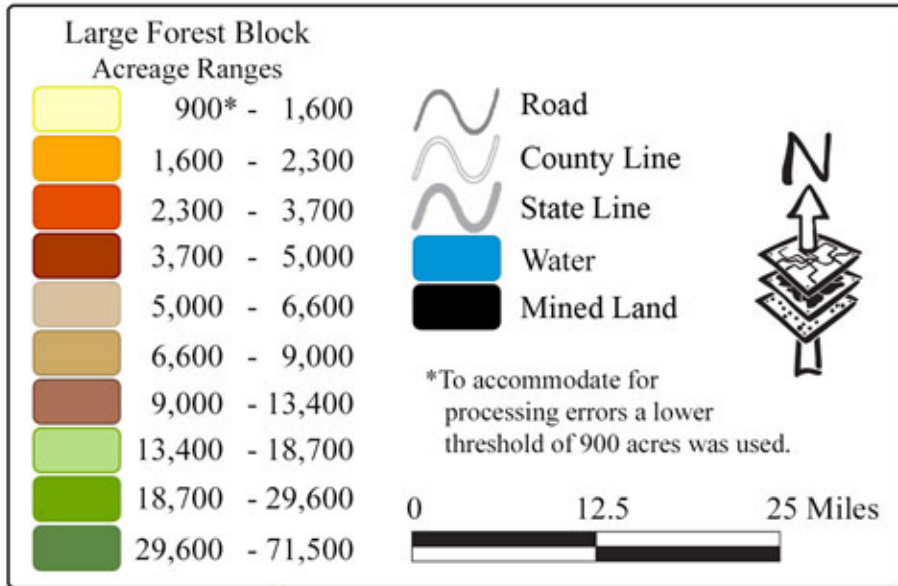 Large Forest Block
Acreage Ranges
900* - 1,600
1,600 - 2,300
2,300 - 3,700
3,700 - 5,000
5,000 - 6,600
6,600 - 9,000
9,000 - 13,400
13,400 - 18,700
18,700 - 29,600
29,600 - 71,500
Road
County Line
State Line
Water
Mined Land
*To accommodate for
processing errors a lower
threshold of 900 acres was used.
0 12.5 25 Miles
N